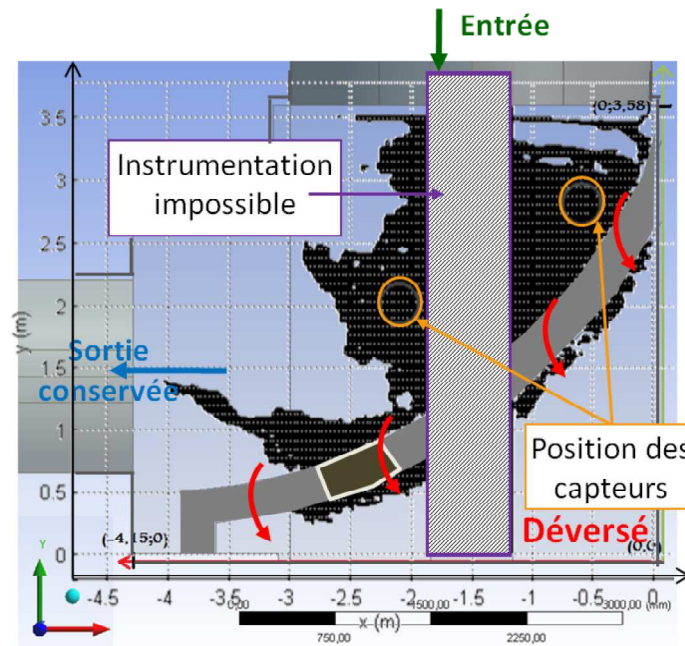 Entrée
3.5
(0;3,58)
Instrumentation
impossible
3
2.5
2
y (m)
1.5
Sortie
conservée
1
Position des
capteurs
0.5
Déversé
(-4,15;0)
(0,0)
0
Y
-4.5 -4 -3.5 -3 -2.5 -2 -1.5 -1 -0.5 0
0,00 1500,00 3000,00 (mm)
x (m)
750,00 2250,00